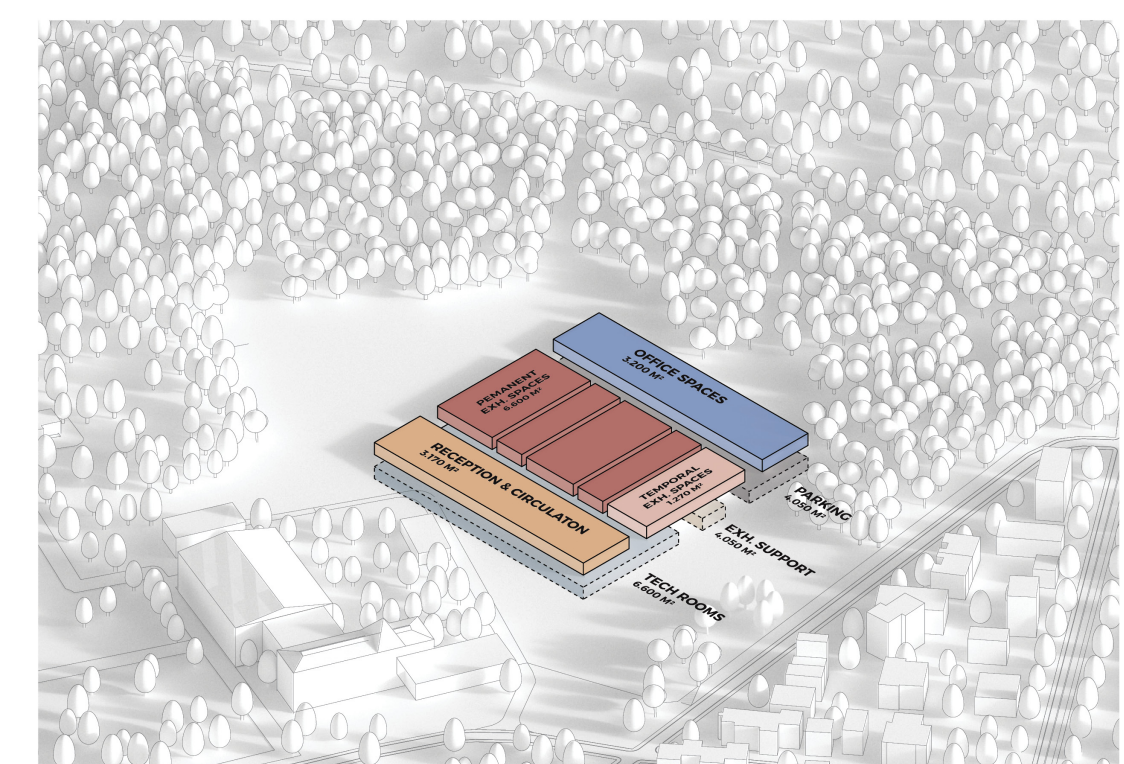 OFFICE SPACES
3.200 M²
PEMANENT
EXH. SPACES
6.600 M²
RECEPTION & CIRCULATON
3.170 M²
TEMPORAL
EXH. SPACES
1.270 M²
PARKING
4.050 M²
EXH. SUPPORT
4.050 M²
TECH ROOMS
6.600 M²